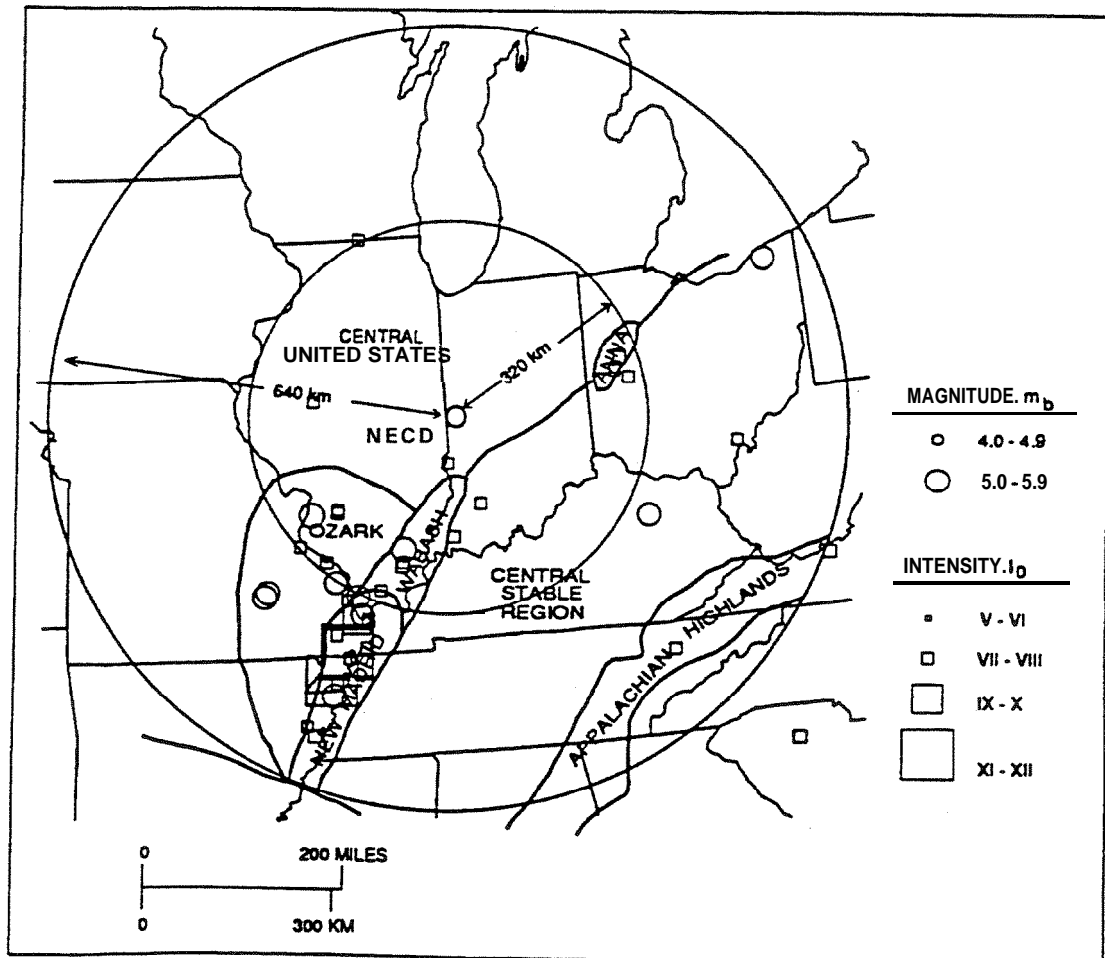 CENTRAL
UNITED STATES
320 km
ANNA
640 km
NECD
OZARK
WABASH
CENTRAL
STABLE
REGION
NEW MADRID
APPALACHIAN HIGHLANDS
MAGNITUDE. mb
4.0 - 4.9
5.0 - 5.9
INTENSITY.I0
V - VI
VII - VIII
IX - X
XI - XII
0 200 MILES
0 300 KM